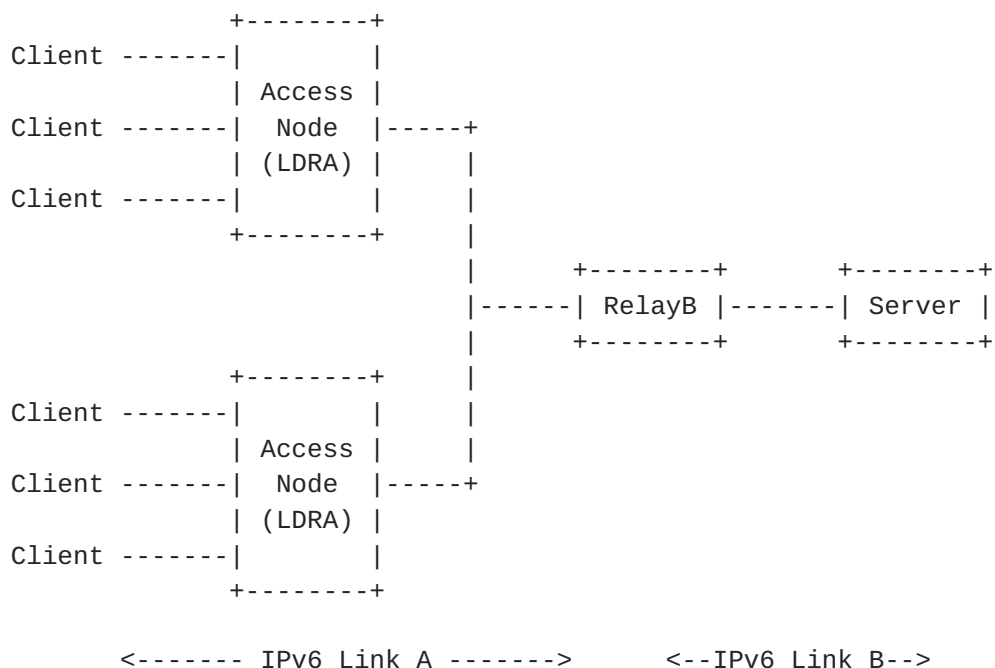 +--------+
Client -------|        |
              | Access |
Client -------|  Node  |-----+
              | (LDRA) |     |
Client -------|        |     |
              +--------+     |
                             |      +--------+       +--------+
                             |------| RelayB |-------| Server |
                             |      +--------+       +--------+
              +--------+     |
Client -------|        |     |
              | Access |     |
Client -------|  Node  |-----+
              | (LDRA) |
Client -------|        |
              +--------+

      <------- IPv6 Link A ------->     <--IPv6 Link B-->